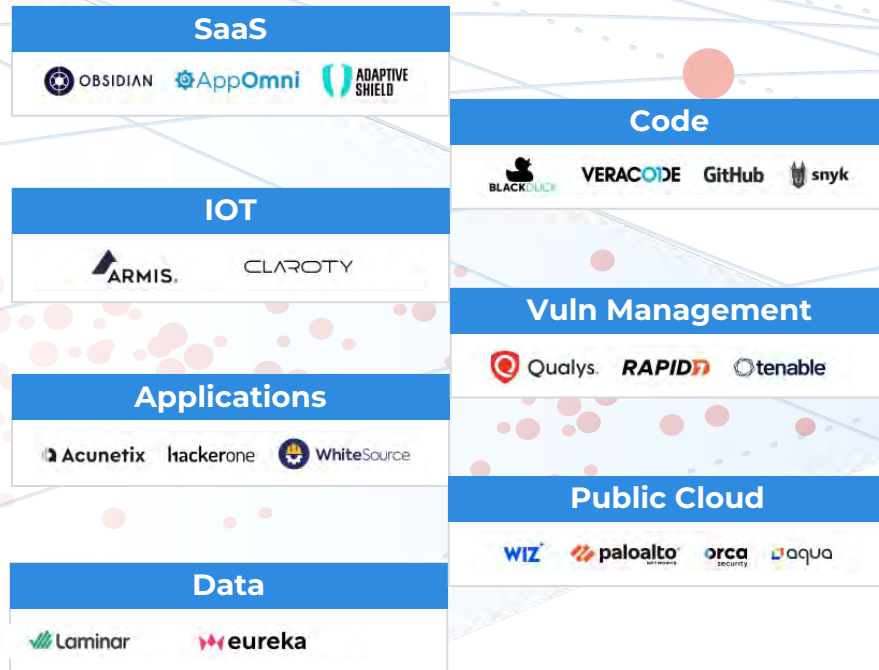 SaaS
OBSIDIAN AppOmni ADAPTIVE SHIELD
Code
BLACKDUCK VERACODE GitHub snyk
IOT
ARMIS. CLAROTY
Vuln Management
Qualys. RAPID7 tenable
Applications
Acunetix hackerone WhiteSource
Public Cloud
WIZ paloalto NETWORKS orca security aqua
Data
Laminar eureka